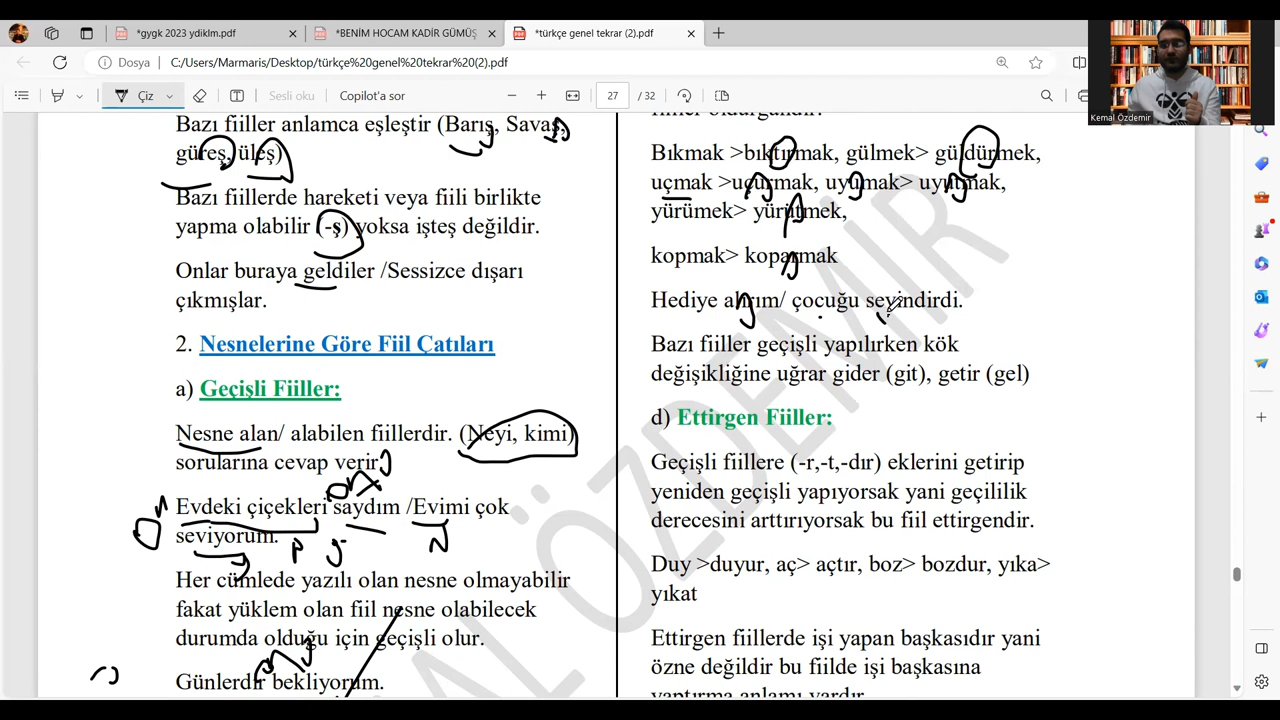 *gygk 2023 ydiklm.pdf
*BENİM HOCAM KADİR GÜMÜŞ
*türkçe genel tekrar (2).pdf
Dosya
C:/Users/Marmaris/Desktop/türkçe%20genel%20tekrar%20(2).pdf
Çiz
Sesli oku
Copilot'a sor
27 / 32
Kemal Özdemir
Bazı fiiller anlamca eşleştir (Barış, Savaş,
güreş, üleş)
Bazı fiillerde hareketi veya fiili birlikte
yapma olabilir (-ş) yoksa işteş değildir.
Onlar buraya geldiler /Sessizce dışarı
çıkmışlar.
2. Nesnelerine Göre Fiil Çatıları
a) Geçişli Fiiller:
Nesne alan/ alabilen fiillerdir. (Neyi, kimi)
sorularına cevap verir.
Evdeki çiçekleri saydım /Evimi çok
seviyorum.
Her cümlede yazılı olan nesne olmayabilir
fakat yüklem olan fiil nesne olabilecek
durumda olduğu için geçişli olur.
Günlerdir bekliyorum.
fiiller oldurgandır.
Bıkmak >bıktırmak, gülmek> güldürmek,
uçmak >uçurmak, uyumak> uyutmak,
yürümek> yürütmek,
kopmak> koparmak
Hediye alırım/ çocuğu sevindirdi.
Bazı fiiller geçişli yapılırken kök
değişikliğine uğrar gider (git), getir (gel)
d) Ettirgen Fiiller:
Geçişli fiillere (-r,-t,-dır) eklerini getirip
yeniden geçişli yapıyorsak yani geçililik
derecesini arttırıyorsak bu fiil ettirgendir.
Duy >duyur, aç> açtır, boz> bozdur, yıka>
yıkat
Ettirgen fiillerde işi yapan başkasıdır yani
özne değildir bu fiilde işi başkasına
yaptırma anlamı vardır.
KEMAL ÖZDEMİR